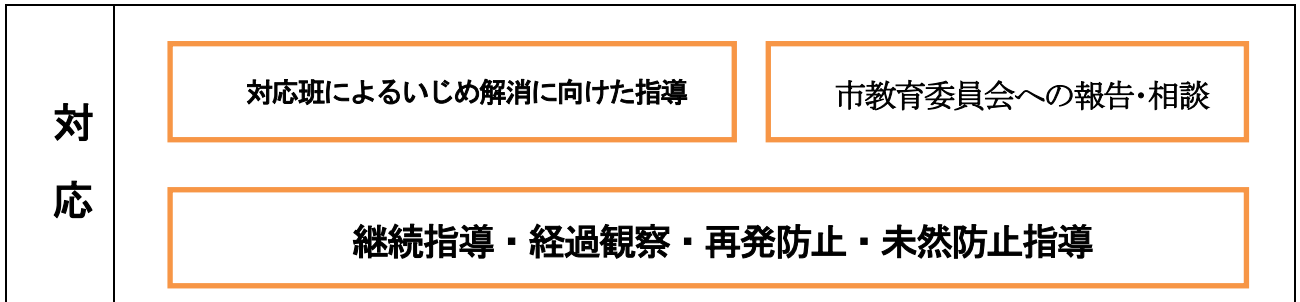 対応
対応班によるいじめ解消に向けた指導
市教育委員会への報告･相談
継続指導・経過観察・再発防止・未然防止指導